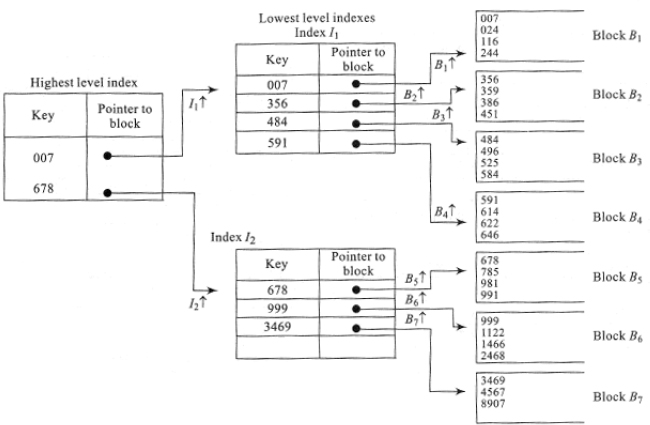 Highest level index
Key Pointer to block
007
678
I1↑
I2↑
Lowest level indexes
Index I1
Key Pointer to block
007
356
484
591
B1↑
B2↑
B3↑
B4↑
Index I2
Key Pointer to block
678
999
3469
B5↑
B6↑
B7↑
007
024
116
244
Block B1
356
359
386
451
Block B2
484
496
525
584
Block B3
591
614
622
646
Block B4
678
785
981
991
Block B5
999
1122
1466
2468
Block B6
3469
4567
8907
Block B7